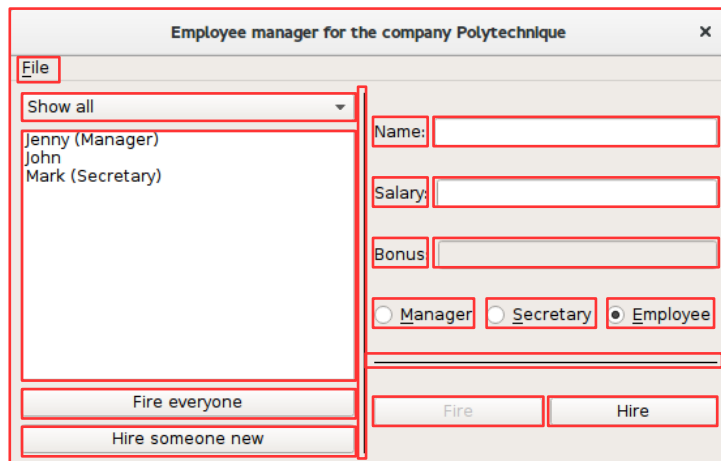 Employee manager for the company Polytechnique
File
Show all
Jenny (Manager)
John
Mark (Secretary)
Fire everyone
Hire someone new
Name:
Salary:
Bonus:
Manager Secretary Employee
Fire Hire